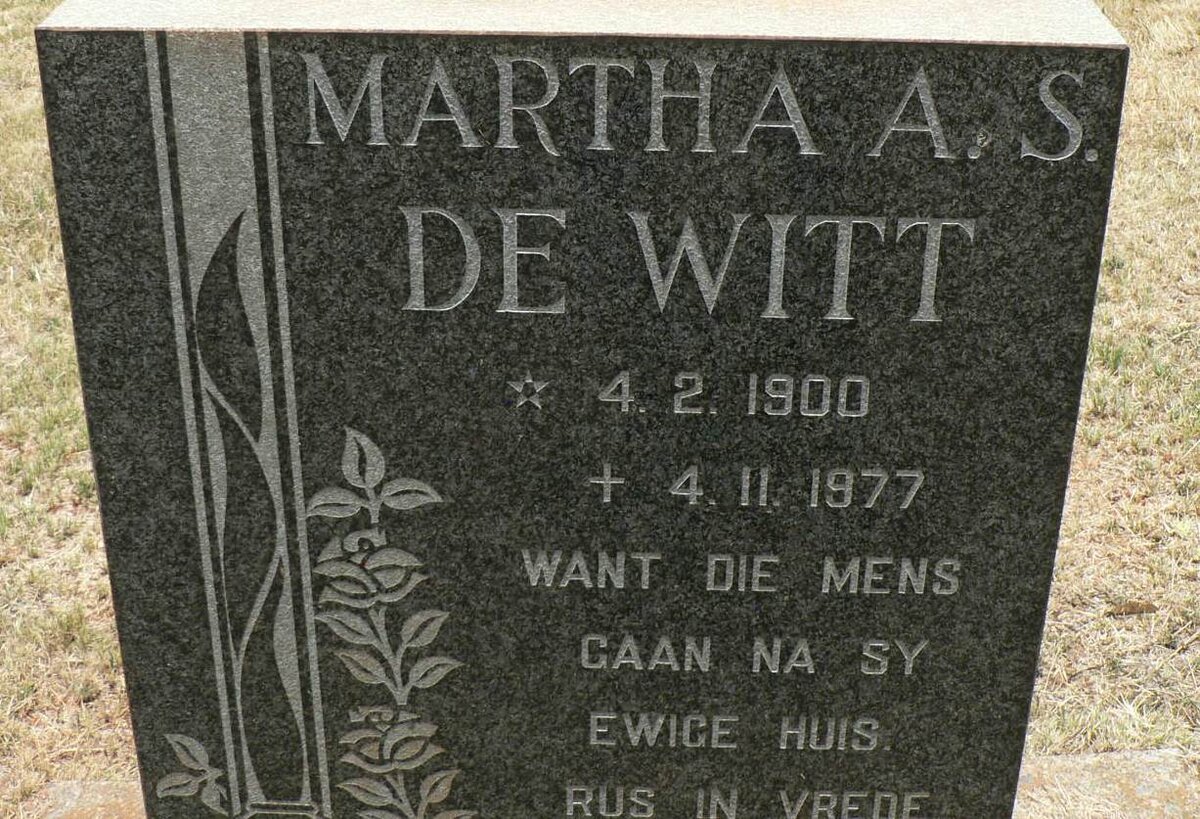 MARTHA A. S.
DE WITT
★ 4. 2. 1900
+ 4. 11. 1977
WANT DIE MENS
GAAN NA SY
EWIGE HUIS.
RUS IN VREDE